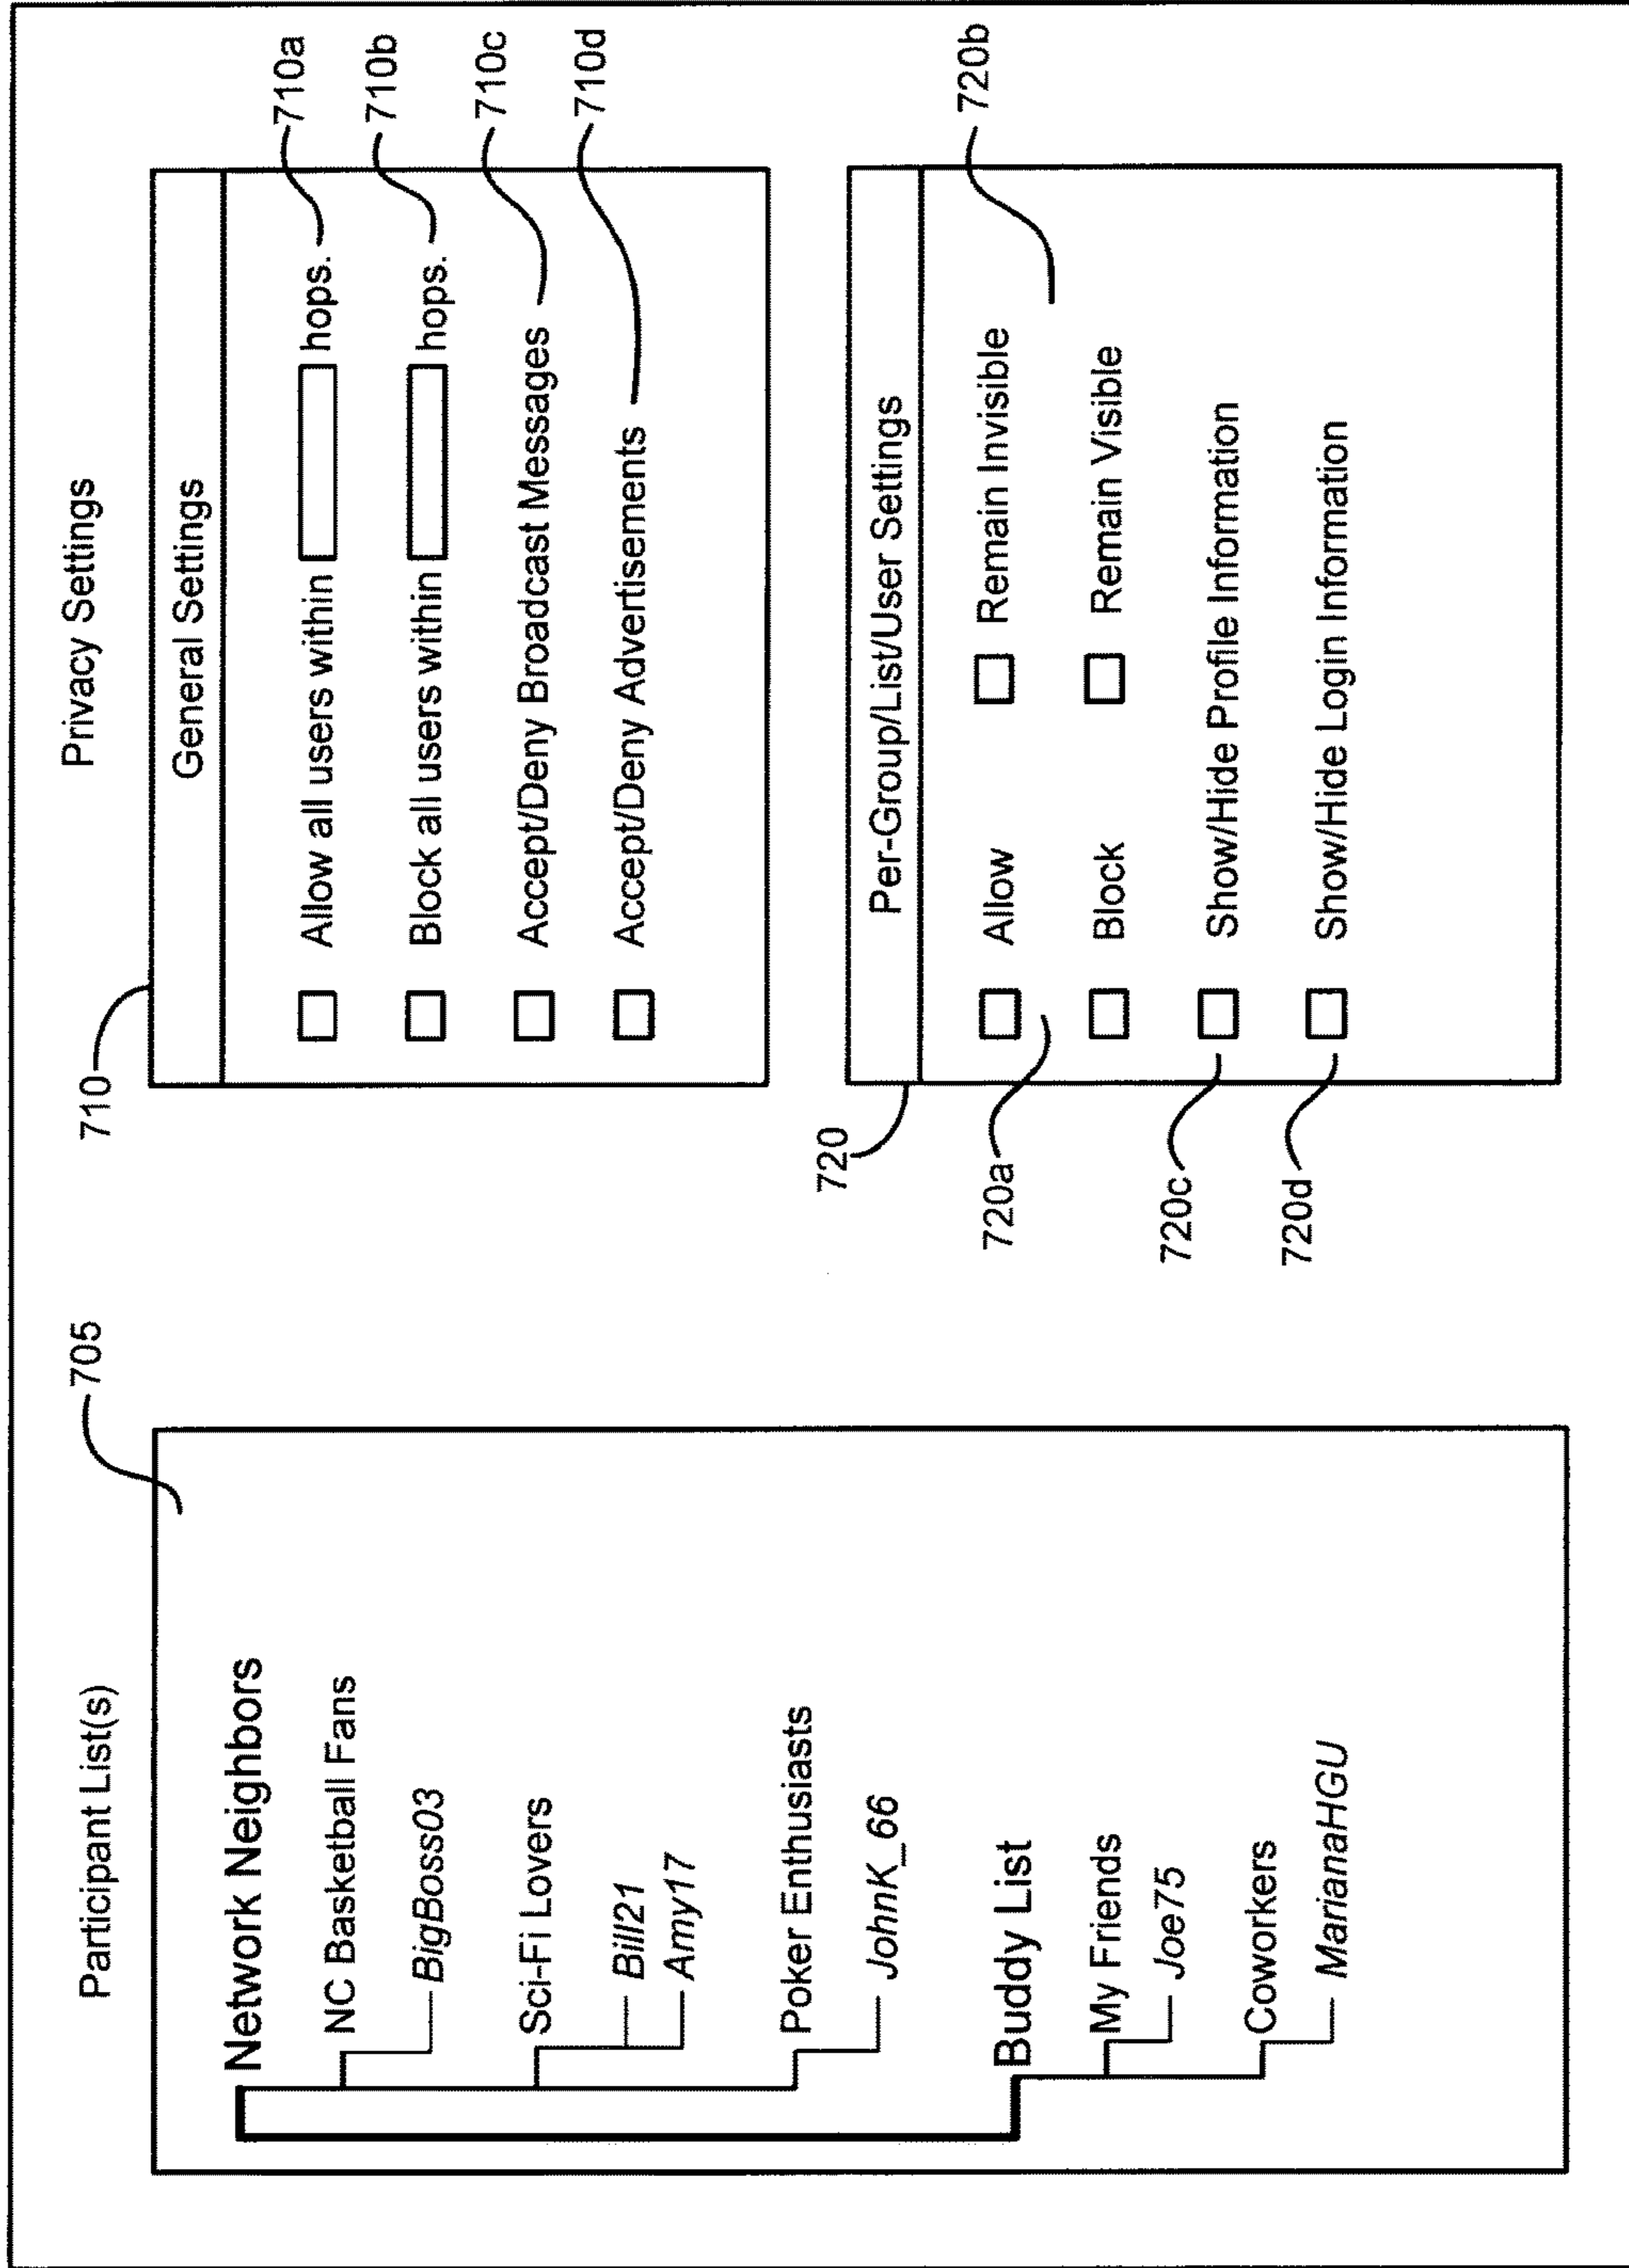 Participant List(s)
705
Network Neighbors
NC Basketball Fans
BigBoss03
Sci-Fi Lovers
Bill21
Amy17
Poker Enthusiasts
JohnK_66
Buddy List
My Friends
Joe75
Coworkers
MarianaHGU
Privacy Settings
710
General Settings
Allow all users within hops. 710a
Block all users within hops. 710b
Accept/Deny Broadcast Messages 710c
Accept/Deny Advertisements 710d
720
Per-Group/List/User Settings
720a Allow Remain Invisible 720b
Block Remain Visible
720c Show/Hide Profile Information
720d Show/Hide Login Information